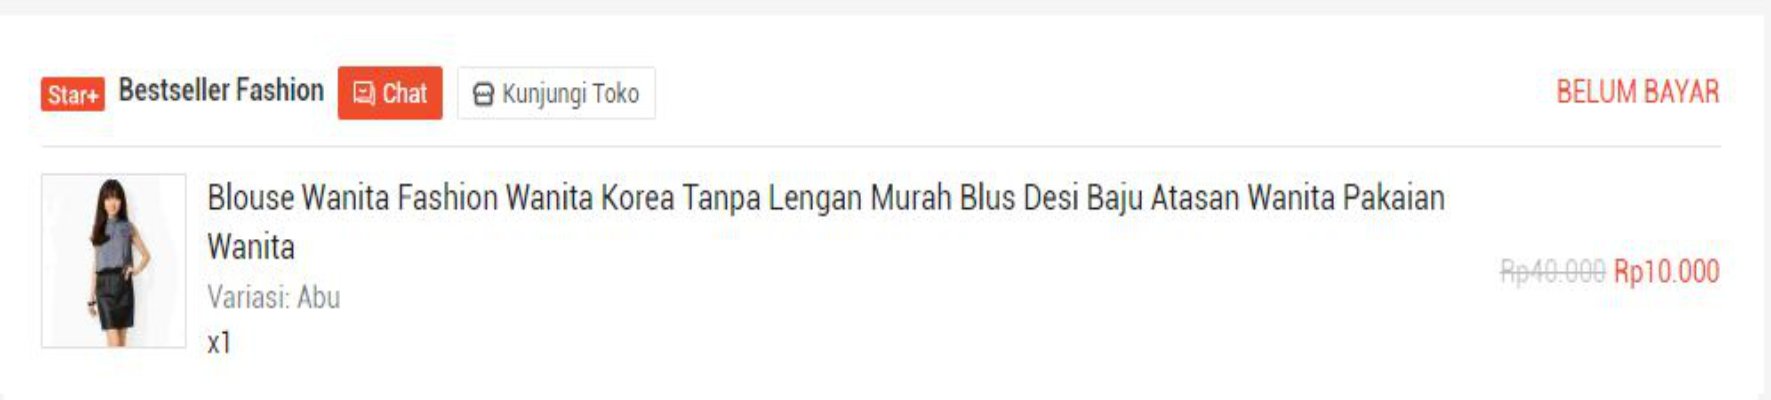 Star+ Bestseller Fashion Chat Kunjungi Toko BELUM BAYAR
Blouse Wanita Fashion Wanita Korea Tanpa Lengan Murah Blus Desi Baju Atasan Wanita Pakaian
Wanita
Rp40.000 Rp10.000
Variasi: Abu
x1